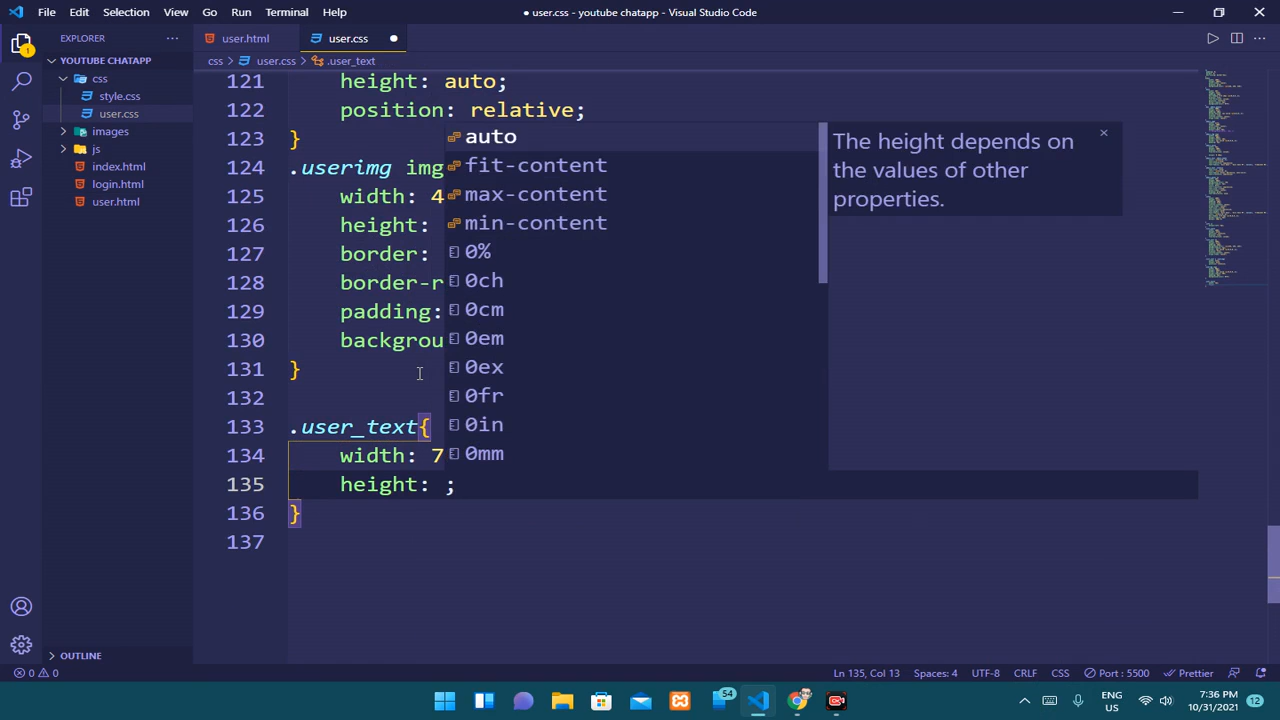 File Edit Selection View Go Run Terminal Help
● user.css - youtube chatapp - Visual Studio Code
EXPLORER
user.html
user.css
YOUTUBE CHATAPP
css
style.css
user.css
images
js
index.html
login.html
user.html
OUTLINE
css > user.css > .user_text
121 height: auto;
122 position: relative;
123 }
124 .userimg img
125 width: 4
126 height:
127 border:
128 border-r
129 padding:
130 backgrou
131 }
132
133 .user_text{
134 width: 7
135 height: ;
136 }
137
auto
fit-content
max-content
min-content
0%
0ch
0cm
0em
0ex
0fr
0in
0mm
The height depends on
the values of other
properties.
1
0 0
Ln 135, Col 13 Spaces: 4 UTF-8 CRLF CSS Port : 5500 Prettier
54
ENG
US
7:36 PM
10/31/2021
12